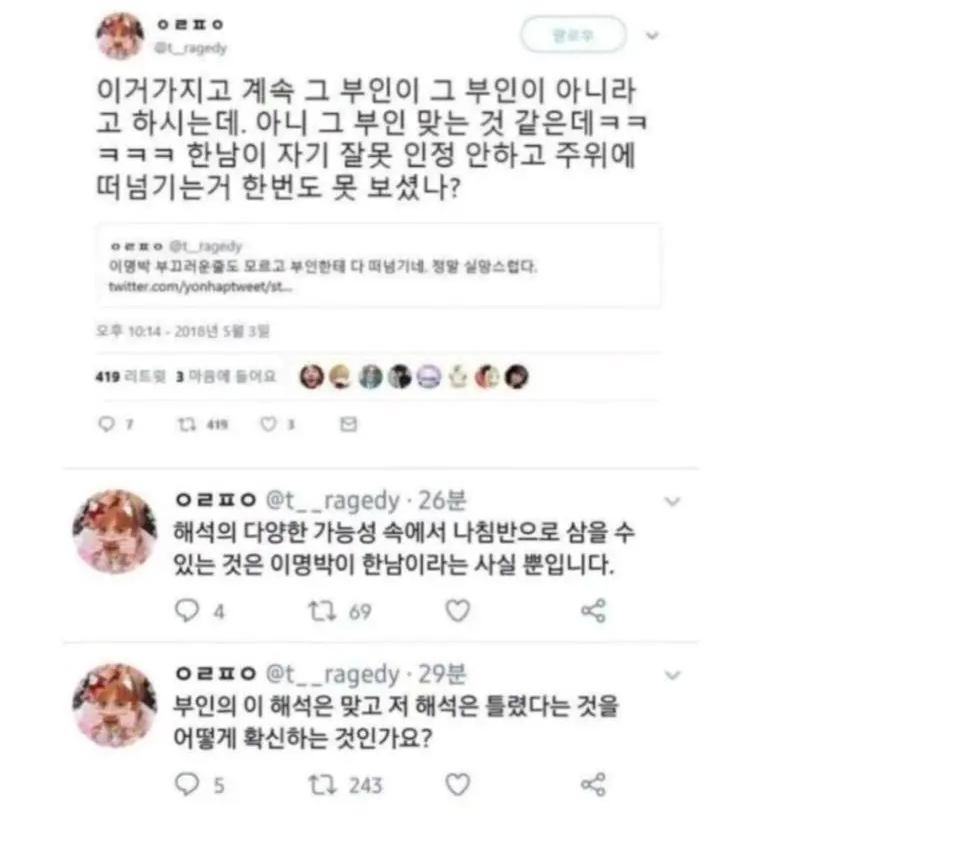 ㅇㄹㅍㅇ
@t__ragedy
팔로우
이거가지고 계속 그 부인이 그 부인이 아니라
고 하시는데. 아니 그 부인 맞는 것 같은데ㅋㅋ
ㅋㅋㅋㅋ 한남이 자기 잘못 인정 안하고 주위에
떠넘기는거 한번도 못 보셨나?
ㅇㄹㅍㅇ @t__ragedy
이명박 부끄러운줄도 모르고 부인한테 다 떠넘기네. 정말 실망스럽다.
twitter.com/yonhaptweet/st...
오후 10:14 - 2018년 5월 3일
419 리트윗 3 마음에 들어요
7 419 3
ㅇㄹㅍㅇ @t__ragedy · 26분
해석의 다양한 가능성 속에서 나침반으로 삼을 수
있는 것은 이명박이 한남이라는 사실 뿐입니다.
4 69
ㅇㄹㅍㅇ @t__ragedy · 29분
부인의 이 해석은 맞고 저 해석은 틀렸다는 것을
어떻게 확신하는 것인가요?
5 243